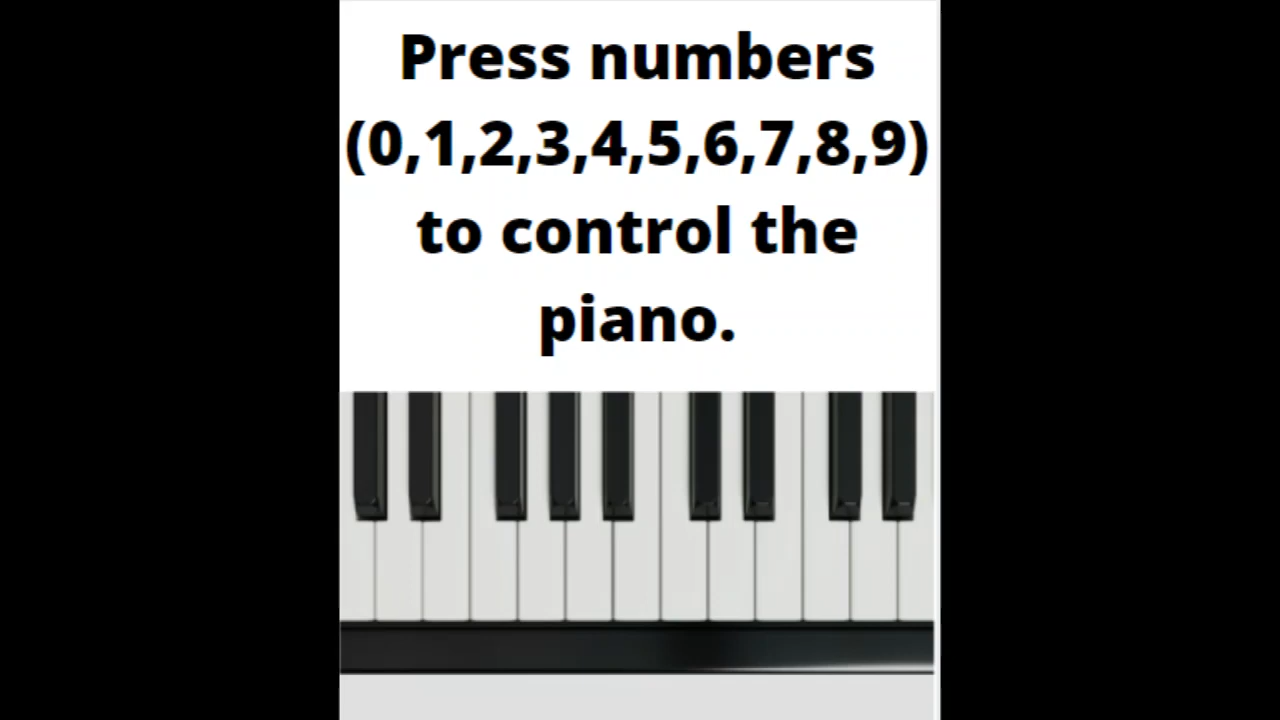 Press numbers
(0,1,2,3,4,5,6,7,8,9)
to control the
piano.